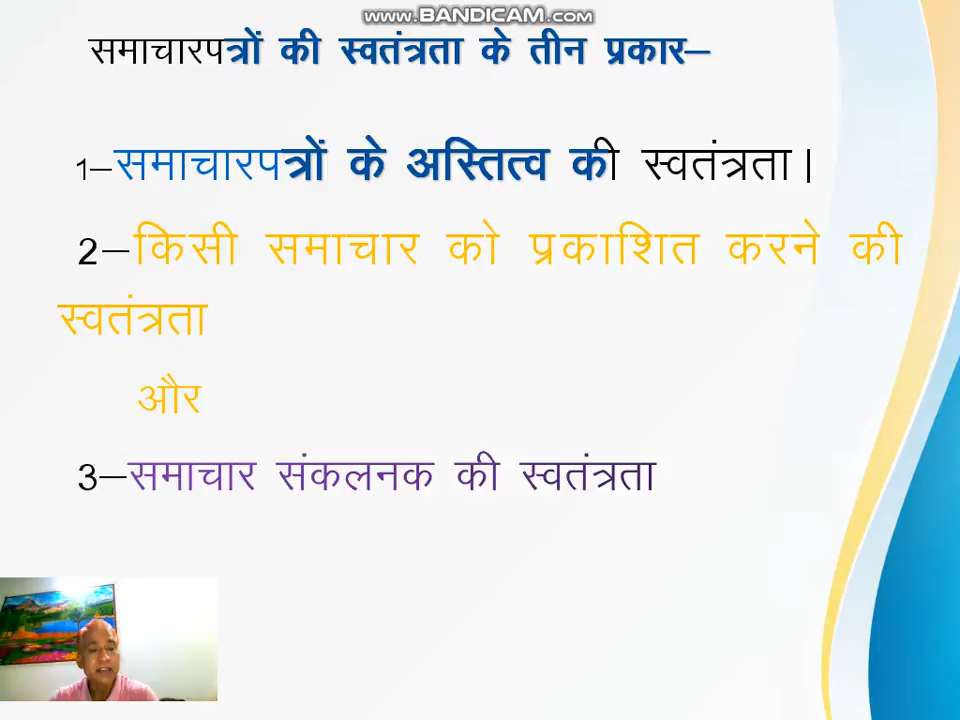 www.BANDICAM.com
समाचारपत्रों की स्वतंत्रता के तीन प्रकार–
1–समाचारपत्रों के अस्तित्व की स्वतंत्रता।
2–किसी समाचार को प्रकाशित करने की
स्वतंत्रता
और
3–समाचार संकलनक की स्वतंत्रता